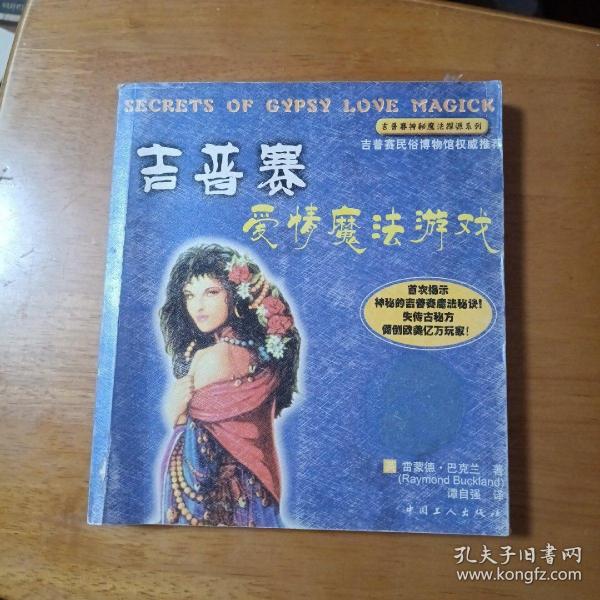 SECRETS OF GYPSY LOVE MAGICK
吉普赛神秘魔法探源系列
吉普赛民俗博物馆权威推荐
吉普赛
爱情魔法游戏
首次揭示
神秘的吉普赛魔法秘诀！
失传古秘方
倾倒欧美亿万玩家！
雷蒙德·巴克兰 著
(Raymond Buckland)
谭自强 译
中国工人出版社
孔夫子旧书网
www.kongfz.com